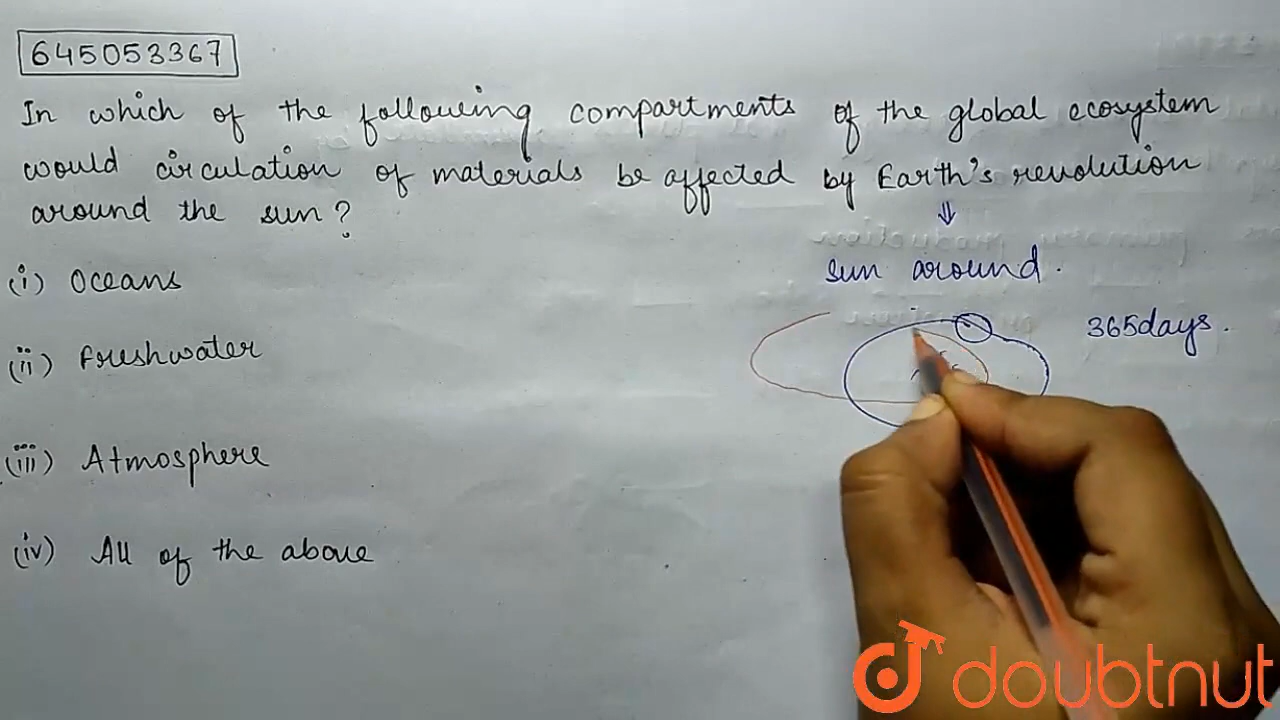 645053367
In which of the following compartments of the global ecosystem
would circulation of materials be affected by Earth's revolution
around the sun?
sun around.
(i) Oceans
365days.
(ii) Freshwater
(iii) Atmosphere
(iv) All of the above
doubtnut